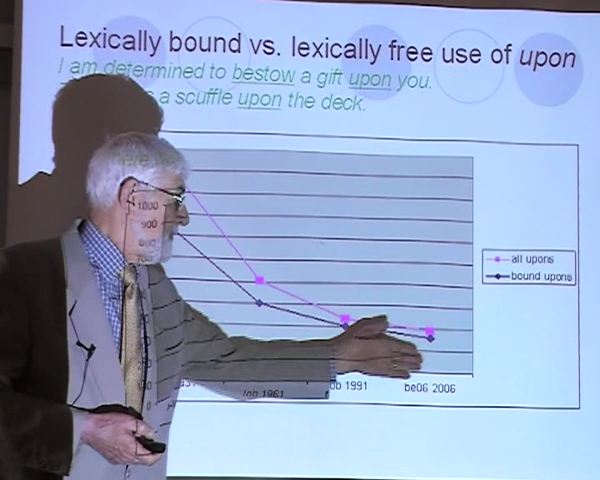 Lexically bound vs. lexically free use of upon
I am determined to bestow a gift upon you.
a scuffle upon the deck.
1000
900
800
700
all upons
bound upons
lob 1961
be06 2006
1991